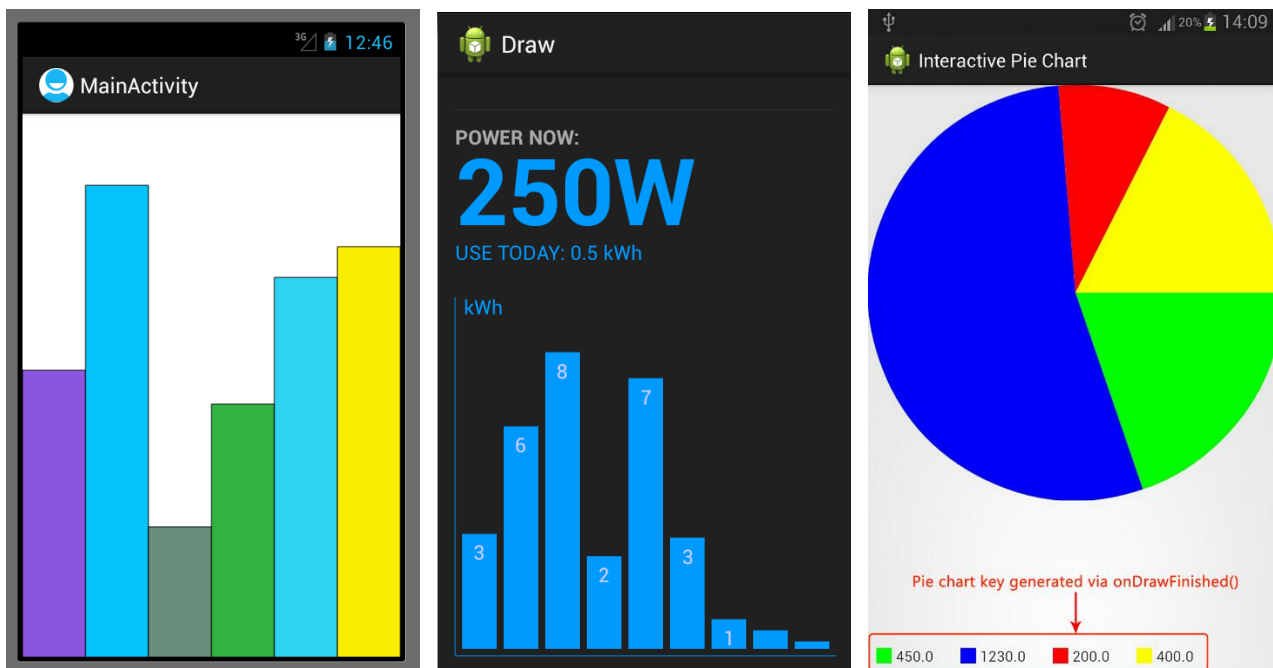 3G 12:46
MainActivity
Draw
POWER NOW:
250W
USE TODAY: 0.5 kWh
kWh
3 6 8 2 7 3 1
20% 14:09
Interactive Pie Chart
Pie chart key generated via onDrawFinished()
450.0 1230.0 200.0 400.0